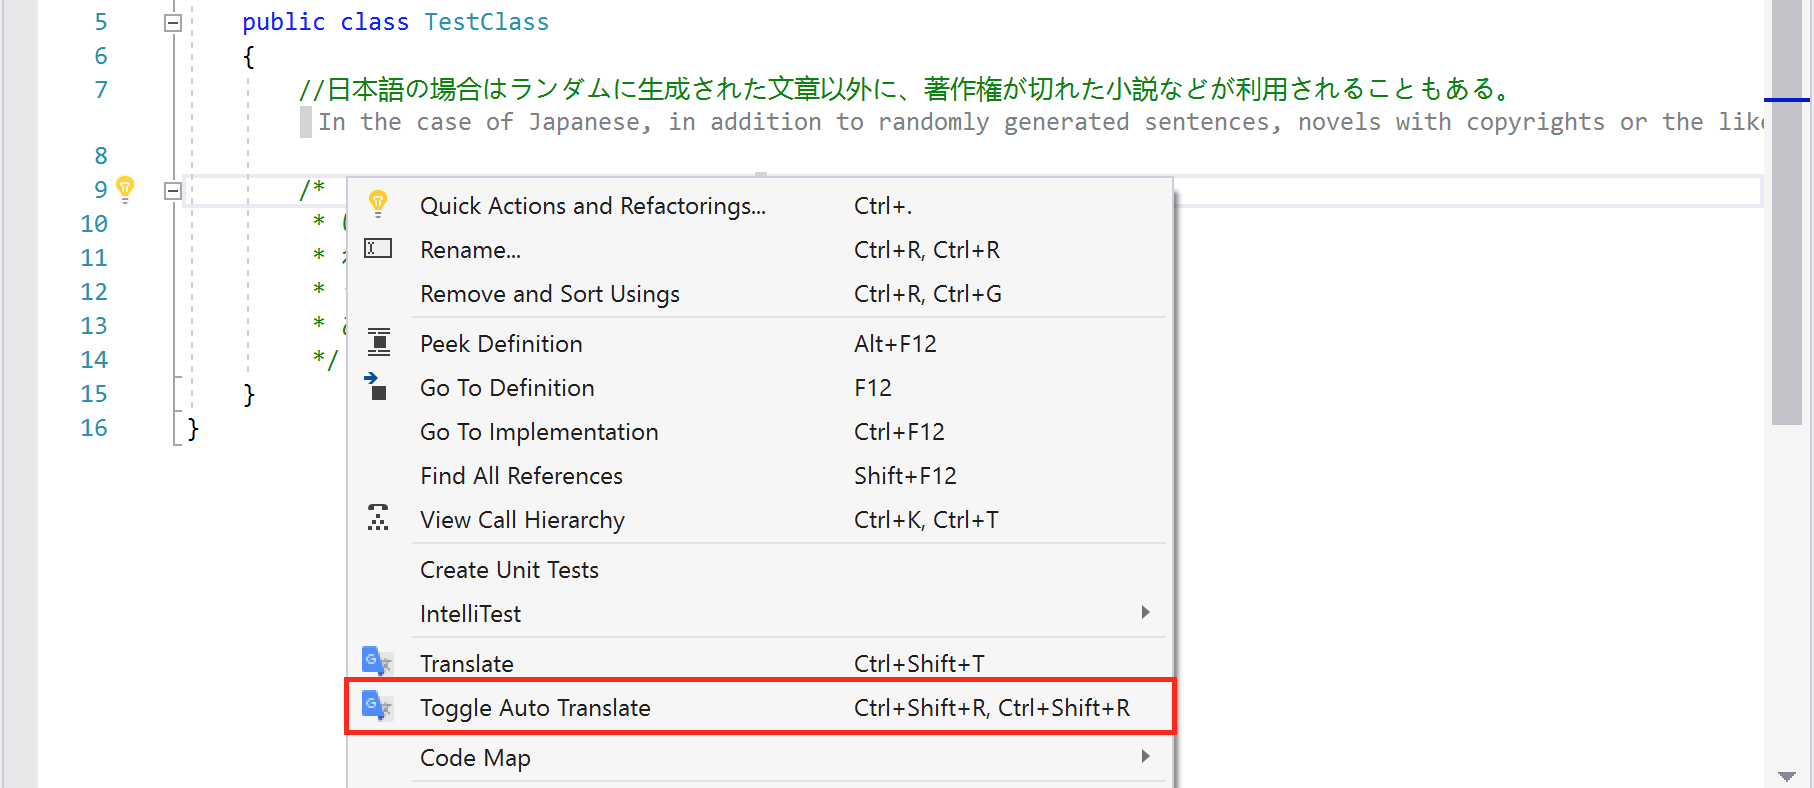 5 public class TestClass
6 {
7 //日本語の場合はランダムに生成された文章以外に、著作権が切れた小説などが利用されることもある。
In the case of Japanese, in addition to randomly generated sentences, novels with copyrights or the like
8
9 /*
10 *
11 *
12 *
13 *
14 */
15 }
16 }
Quick Actions and Refactorings... Ctrl+.
Rename... Ctrl+R, Ctrl+R
Remove and Sort Usings Ctrl+R, Ctrl+G
Peek Definition Alt+F12
Go To Definition F12
Go To Implementation Ctrl+F12
Find All References Shift+F12
View Call Hierarchy Ctrl+K, Ctrl+T
Create Unit Tests
IntelliTest
Translate Ctrl+Shift+T
Toggle Auto Translate Ctrl+Shift+R, Ctrl+Shift+R
Code Map